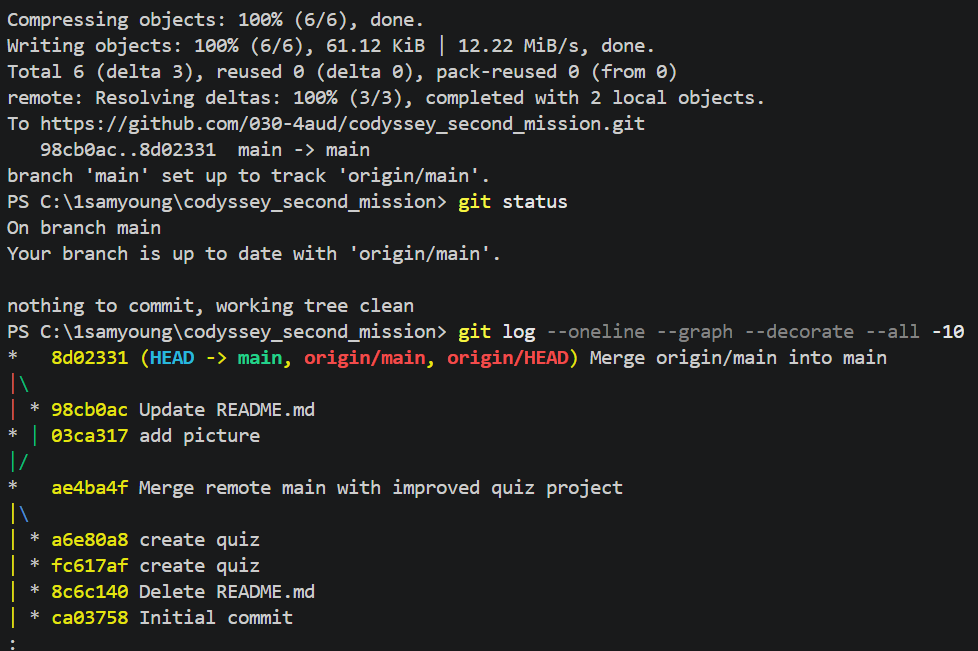 Compressing objects: 100% (6/6), done.
Writing objects: 100% (6/6), 61.12 KiB | 12.22 MiB/s, done.
Total 6 (delta 3), reused 0 (delta 0), pack-reused 0 (from 0)
remote: Resolving deltas: 100% (3/3), completed with 2 local objects.
To https://github.com/030-4aud/codyssey_second_mission.git
   98cb0ac..8d02331  main -> main
branch 'main' set up to track 'origin/main'.
PS C:\1samyoung\codyssey_second_mission> git status
On branch main
Your branch is up to date with 'origin/main'.

nothing to commit, working tree clean
PS C:\1samyoung\codyssey_second_mission> git log --oneline --graph --decorate --all -10
*   8d02331 (HEAD -> main, origin/main, origin/HEAD) Merge origin/main into main
|\
| * 98cb0ac Update README.md
* | 03ca317 add picture
|/
*   ae4ba4f Merge remote main with improved quiz project
|\
| * a6e80a8 create quiz
| * fc617af create quiz
| * 8c6c140 Delete README.md
| * ca03758 Initial commit
: